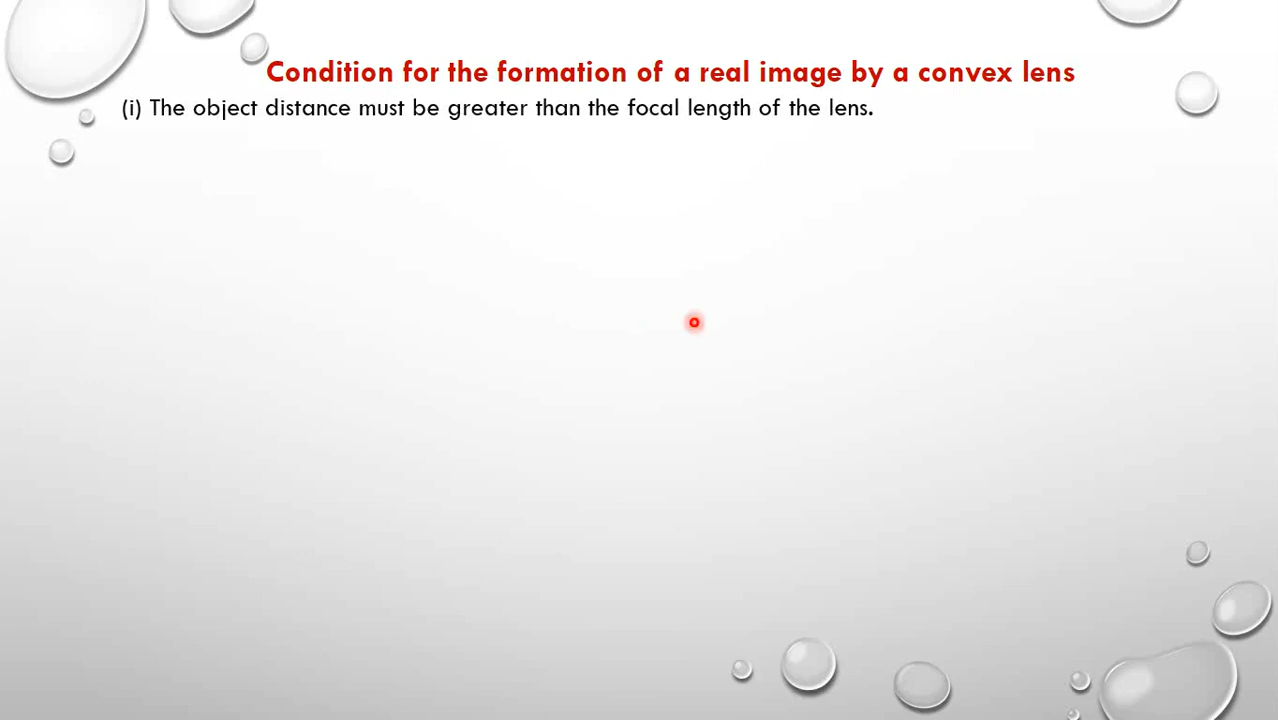 Condition for the formation of a real image by a convex lens
(i) The object distance must be greater than the focal length of the lens.